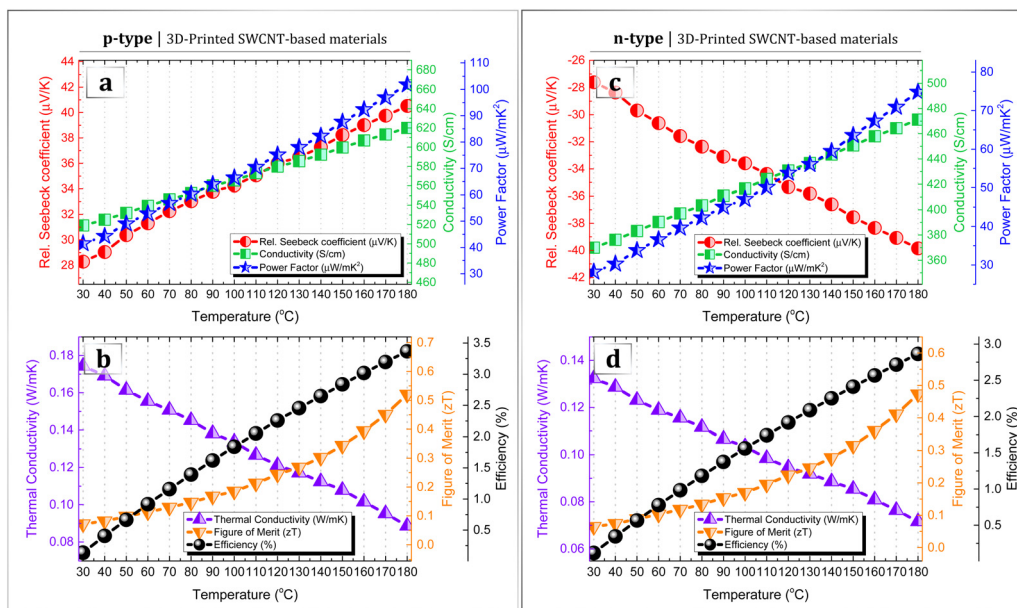 p-type | 3D-Printed SWCNT-based materials
a
Rel. Seebeck coefficient (μV/K)
44
42
40
38
36
34
32
30
28
680
660
640
620
600
580
560
540
520
500
480
460
Conductivity (S/cm)
110
100
90
80
70
60
50
40
30
Power Factor (μW/mK²)
Rel. Seebeck coefficient (μV/K)
Conductivity (S/cm)
Power Factor (μW/mK²)
30 40 50 60 70 80 90 100 110 120 130 140 150 160 170 180
Temperature (°C)
n-type | 3D-Printed SWCNT-based materials
c
Rel. Seebeck coefficient (μV/K)
-26
-28
-30
-32
-34
-36
-38
-40
-42
500
480
460
440
420
400
380
360
Conductivity (S/cm)
80
70
60
50
40
30
Power Factor (μW/mK²)
Rel. Seebeck coefficient (μV/K)
Conductivity (S/cm)
Power Factor (μW/mK²)
30 40 50 60 70 80 90 100 110 120 130 140 150 160 170 180
Temperature (°C)
b
Thermal Conductivity (W/mK)
0.18
0.16
0.14
0.12
0.10
0.08
0.7
0.6
0.5
0.4
0.3
0.2
0.1
0.0
Figure of Merit (zT)
3.5
3.0
2.5
2.0
1.5
1.0
0.5
Efficiency (%)
Thermal Conductivity (W/mK)
Figure of Merit (zT)
Efficiency (%)
30 40 50 60 70 80 90 100 110 120 130 140 150 160 170 180
Temperature (°C)
d
Thermal Conductivity (W/mK)
0.14
0.12
0.10
0.08
0.06
0.6
0.5
0.4
0.3
0.2
0.1
0.0
Figure of Merit (zT)
3.0
2.5
2.0
1.5
1.0
0.5
Efficiency (%)
Thermal Conductivity (W/mK)
Figure of Merit (zT)
Efficiency (%)
30 40 50 60 70 80 90 100 110 120 130 140 150 160 170 180
Temperature (°C)